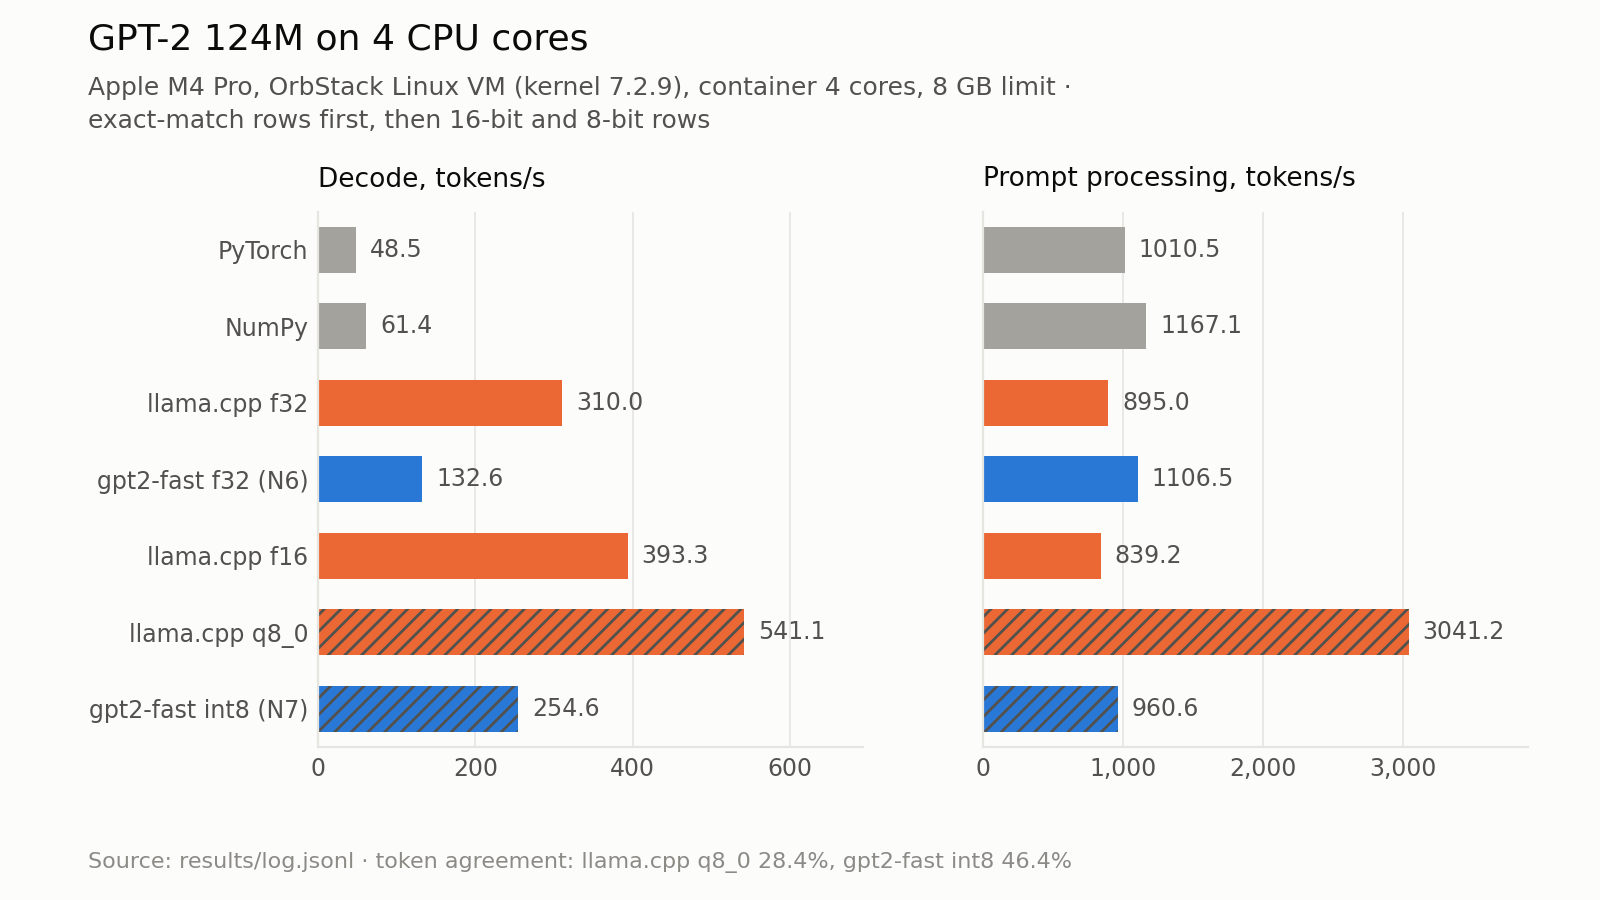 GPT-2 124M on 4 CPU cores
Apple M4 Pro, OrbStack Linux VM (kernel 7.2.9), container 4 cores, 8 GB limit ·
exact-match rows first, then 16-bit and 8-bit rows
Decode, tokens/s
PyTorch 48.5
NumPy 61.4
llama.cpp f32 310.0
gpt2-fast f32 (N6) 132.6
llama.cpp f16 393.3
llama.cpp q8_0 541.1
gpt2-fast int8 (N7) 254.6
0 200 400 600
Prompt processing, tokens/s
1010.5
1167.1
895.0
1106.5
839.2
3041.2
960.6
0 1,000 2,000 3,000
Source: results/log.jsonl · token agreement: llama.cpp q8_0 28.4%, gpt2-fast int8 46.4%